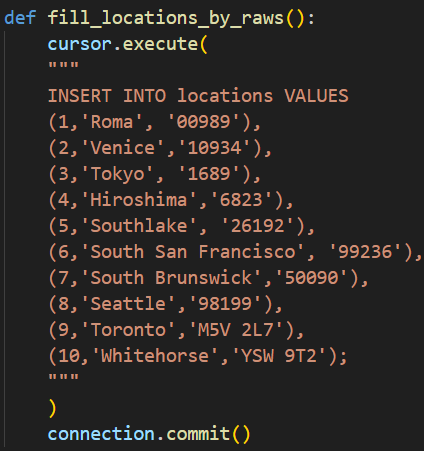 def fill_locations_by_raws():
cursor.execute(
"""
INSERT INTO locations VALUES
(1,'Roma', '00989'),
(2,'Venice','10934'),
(3,'Tokyo', '1689'),
(4,'Hiroshima','6823'),
(5,'Southlake', '26192'),
(6,'South San Francisco', '99236'),
(7,'South Brunswick','50090'),
(8,'Seattle','98199'),
(9,'Toronto','M5V 2L7'),
(10,'Whitehorse','YSW 9T2');
"""
)
connection.commit()